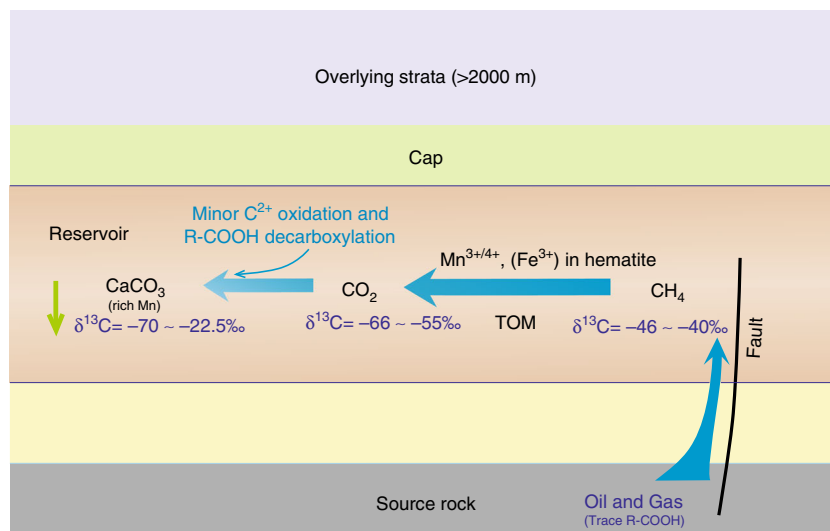 Overlying strata (>2000 m)
Cap
Minor C²⁺ oxidation and
R-COOH decarboxylation
Reservoir
Mn³⁺/⁴⁺, (Fe³⁺) in hematite
CaCO₃
(rich Mn)
CO₂
CH₄
δ¹³C= –70 ~ –22.5‰
δ¹³C= –66 ~ –55‰
TOM
δ¹³C= –46 ~ –40‰
Fault
Source rock
Oil and Gas
(Trace R-COOH)